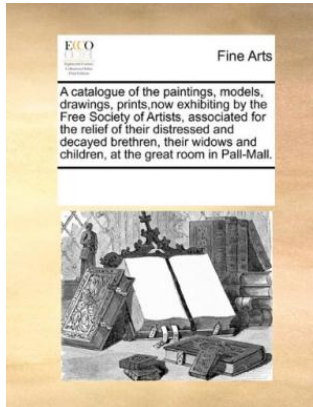 ECCO
Fine Arts
A catalogue of the paintings, models,
drawings, prints,now exhibiting by the
Free Society of Artists, associated for
the relief of their distressed and
decayed brethren, their widows and
children, at the great room in Pall-Mall.